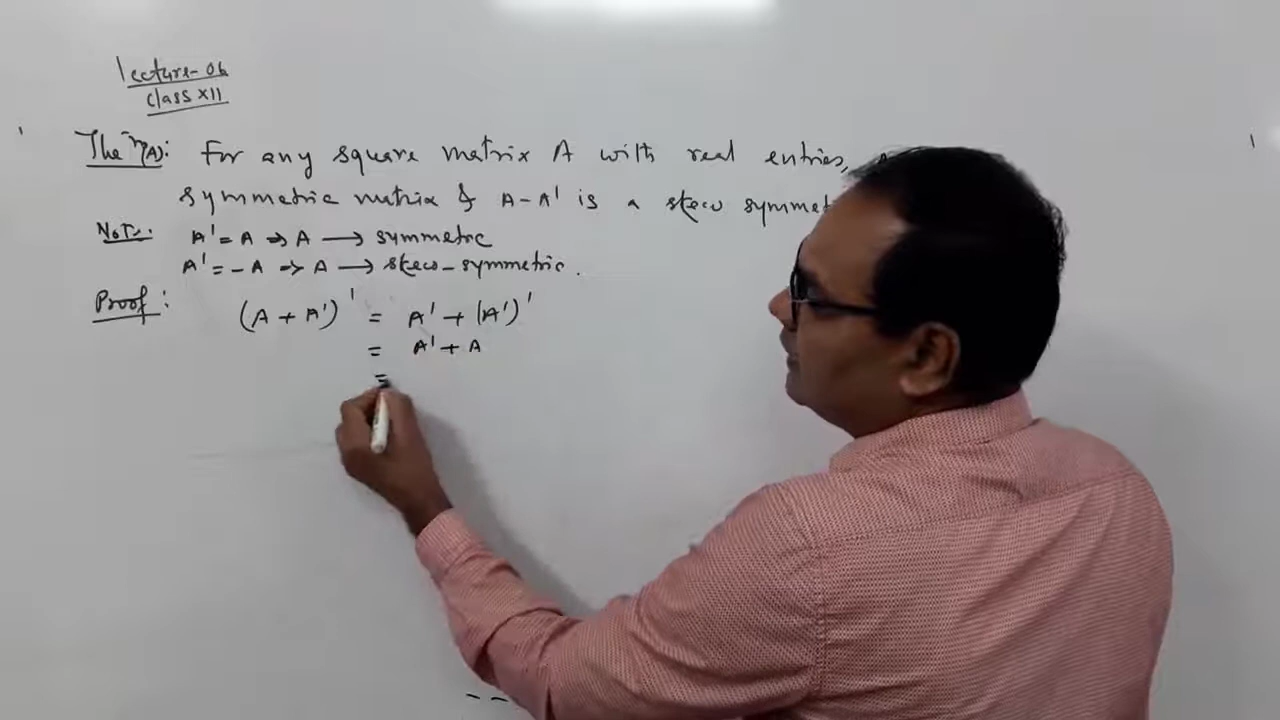 Lecture-06
Class XII
Thm(A): For any square matrix A with real entries,
symmetric matrix & A-A' is a skew symmet
Note:
A'=A ⇒ A ⟶ symmetric
A'=-A ⇒ A ⟶ skew-symmetric.
Proof: (A + A')' = A' + (A')'
= A' + A
=